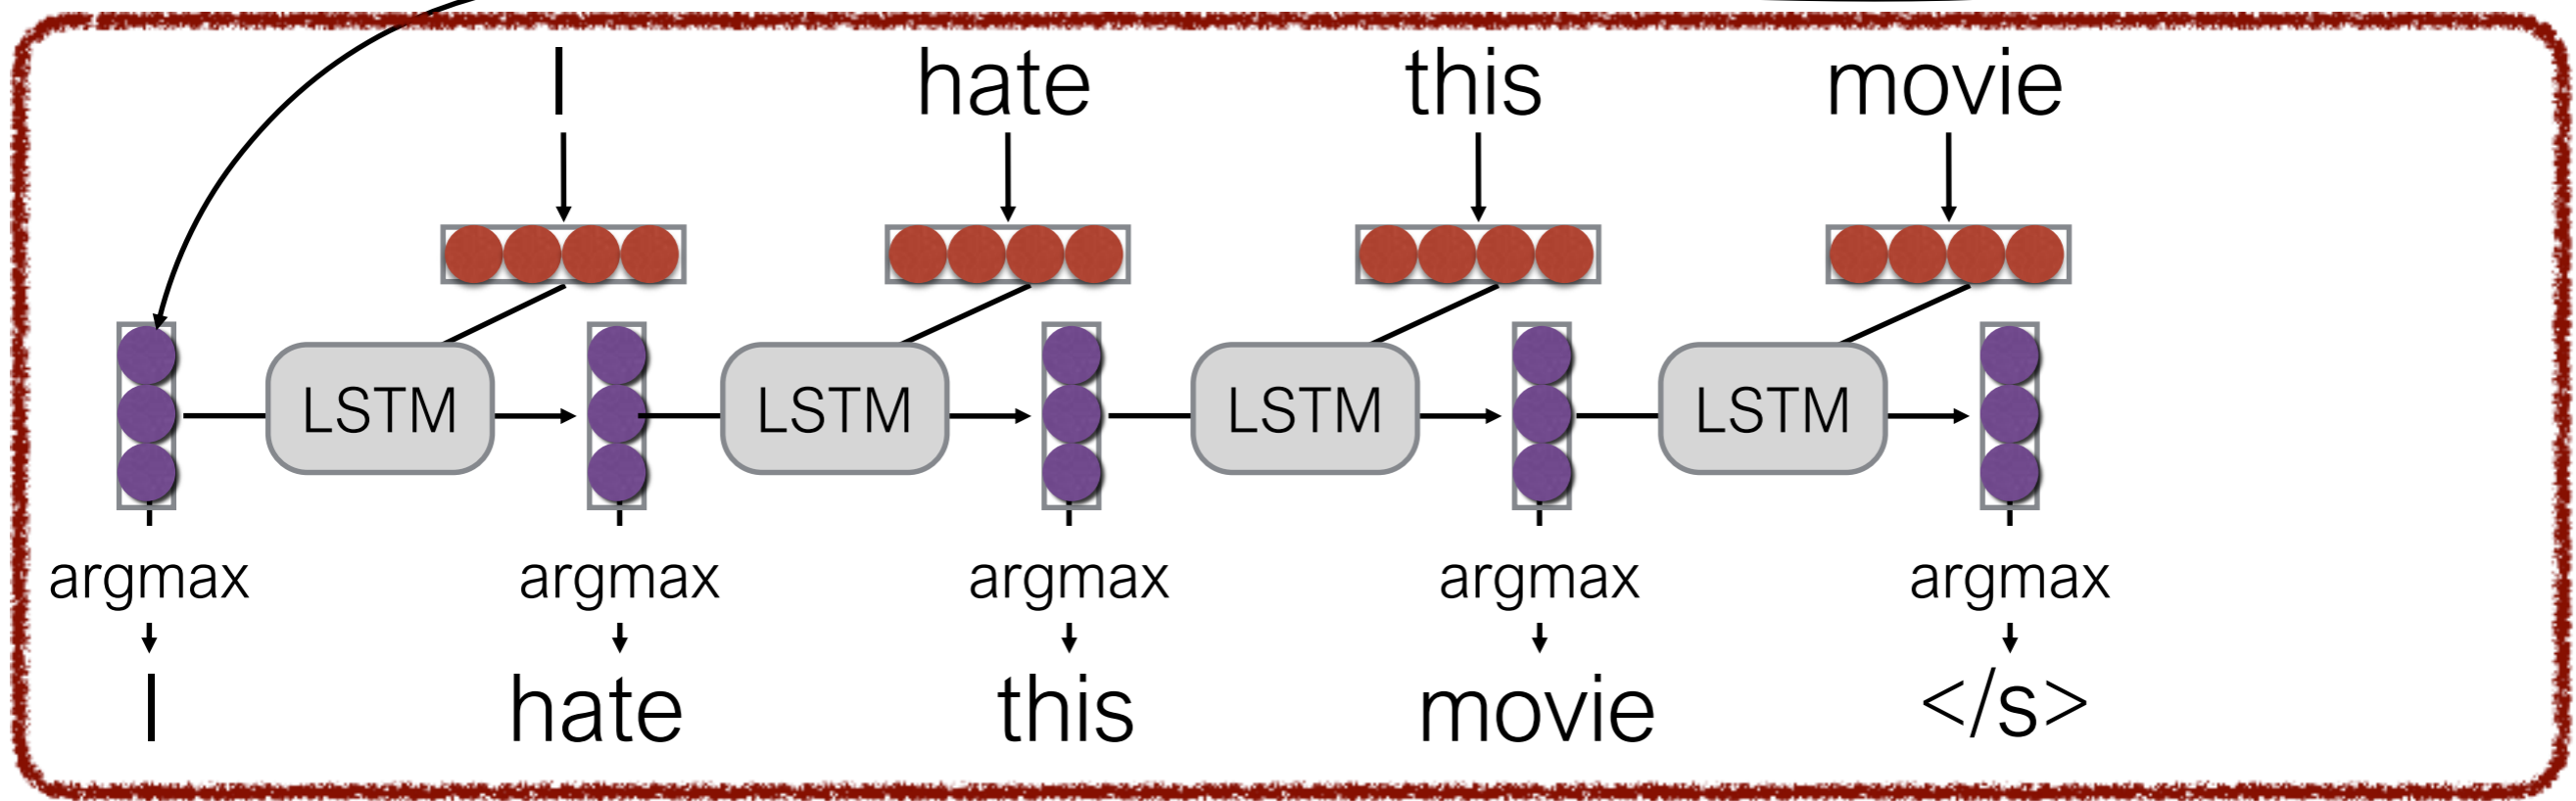 I hate this movie
LSTM LSTM LSTM LSTM
argmax argmax argmax argmax argmax
I hate this movie </s>